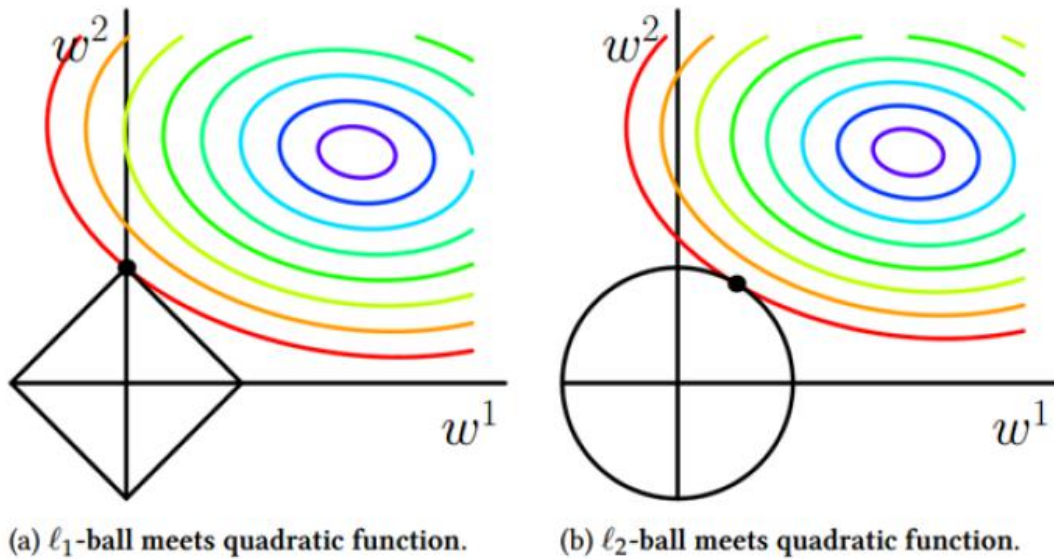 w²
w¹
(a) ℓ₁-ball meets quadratic function.
w²
w¹
(b) ℓ₂-ball meets quadratic function.